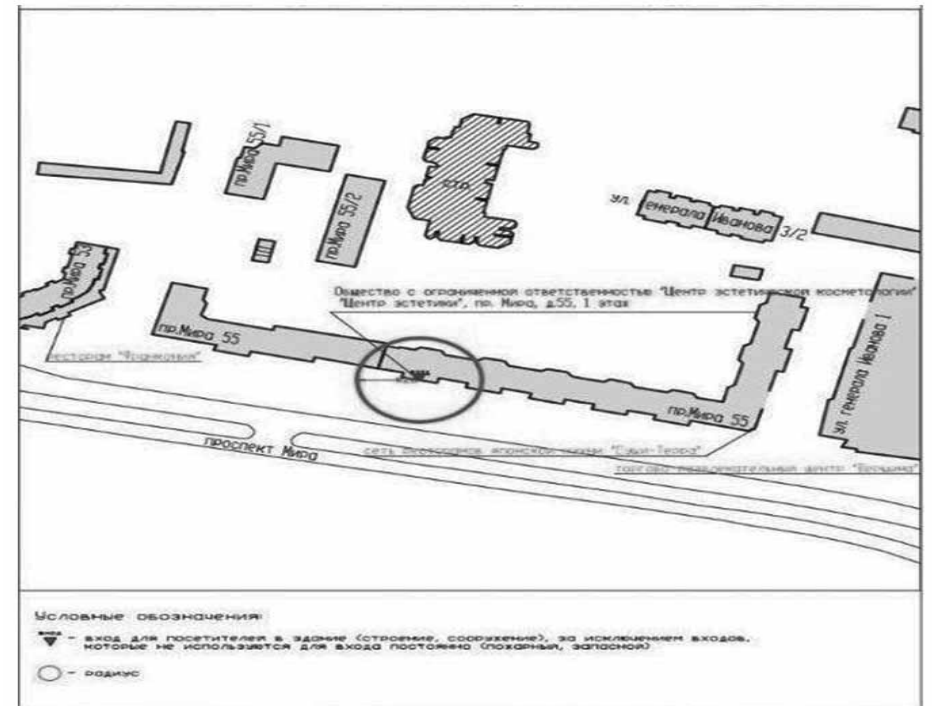 пр.Мира 55/1
пр.Мира 55/2
стр.
ул. генерала Иванова 3/2
пр.Мира 53
Общество с ограниченной ответственностью "Центр эстетической косметологии"
"Центр эстетики", пр. Мира, д.55, 1 этаж
пр.Мира 55
ресторан "Франкония"
ул. генерала Иванова 1
пр.Мира 55
проспект Мира
сеть ресторанов японской кухни "Суши-Терра"
торгово развлекательный центр "Вершина"
Условные обозначения:
вход
- вход для посетителей в здание (строение, сооружение), за исключением входов,
которые не используются для входа постоянно (пожарный, запасной)
- радиус